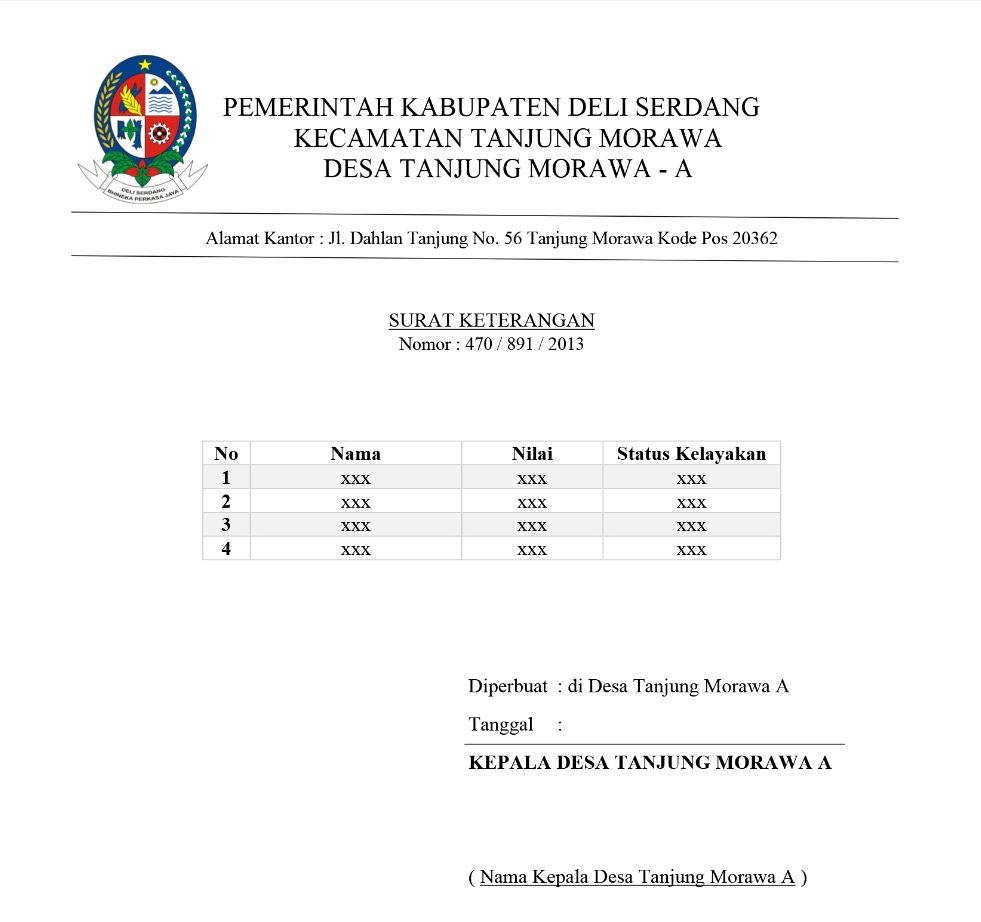 PEMERINTAH KABUPATEN DELI SERDANG
KECAMATAN TANJUNG MORAWA
DESA TANJUNG MORAWA - A
DELI SERDANG
BHINEKA PERKASA JAYA
Alamat Kantor : Jl. Dahlan Tanjung No. 56 Tanjung Morawa Kode Pos 20362
SURAT KETERANGAN
Nomor : 470 / 891 / 2013
No Nama Nilai Status Kelayakan
1 xxx xxx xxx
2 xxx xxx xxx
3 xxx xxx xxx
4 xxx xxx xxx
Diperbuat : di Desa Tanjung Morawa A
Tanggal :
KEPALA DESA TANJUNG MORAWA A
( Nama Kepala Desa Tanjung Morawa A )